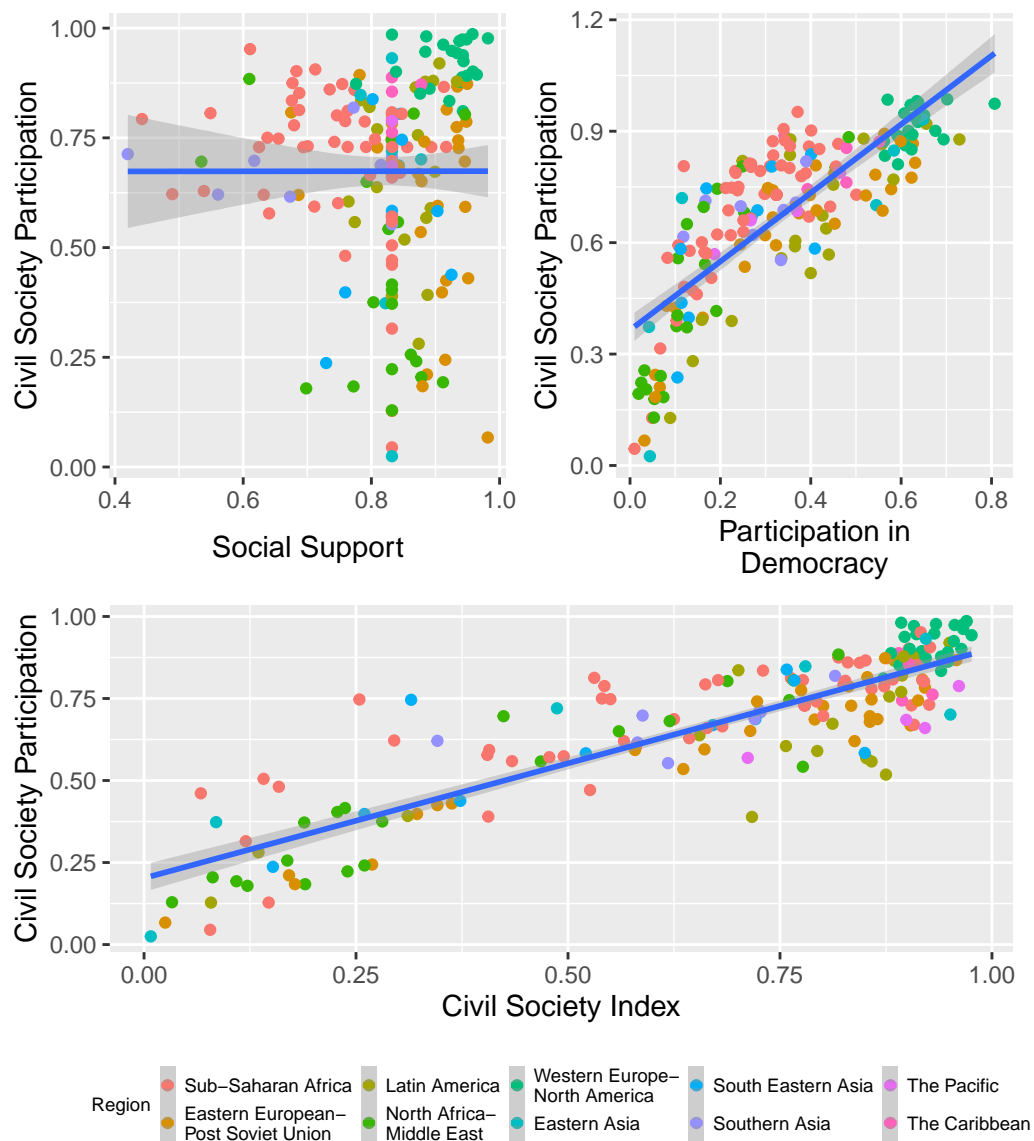 Civil Society Participation
1.00
0.75
0.50
0.25
0.00
0.4
0.6
0.8
1.0
Social Support
Civil Society Participation
1.2
0.9
0.6
0.3
0.0
0.0
0.2
0.4
0.6
0.8
Participation in
Democracy
Civil Society Participation
1.00
0.75
0.50
0.25
0.00
0.00
0.25
0.50
0.75
1.00
Civil Society Index
Region
Sub−Saharan Africa
Eastern European−
Post Soviet Union
Latin America
North Africa−
Middle East
Western Europe−
North America
Eastern Asia
South Eastern Asia
Southern Asia
The Pacific
The Caribbean